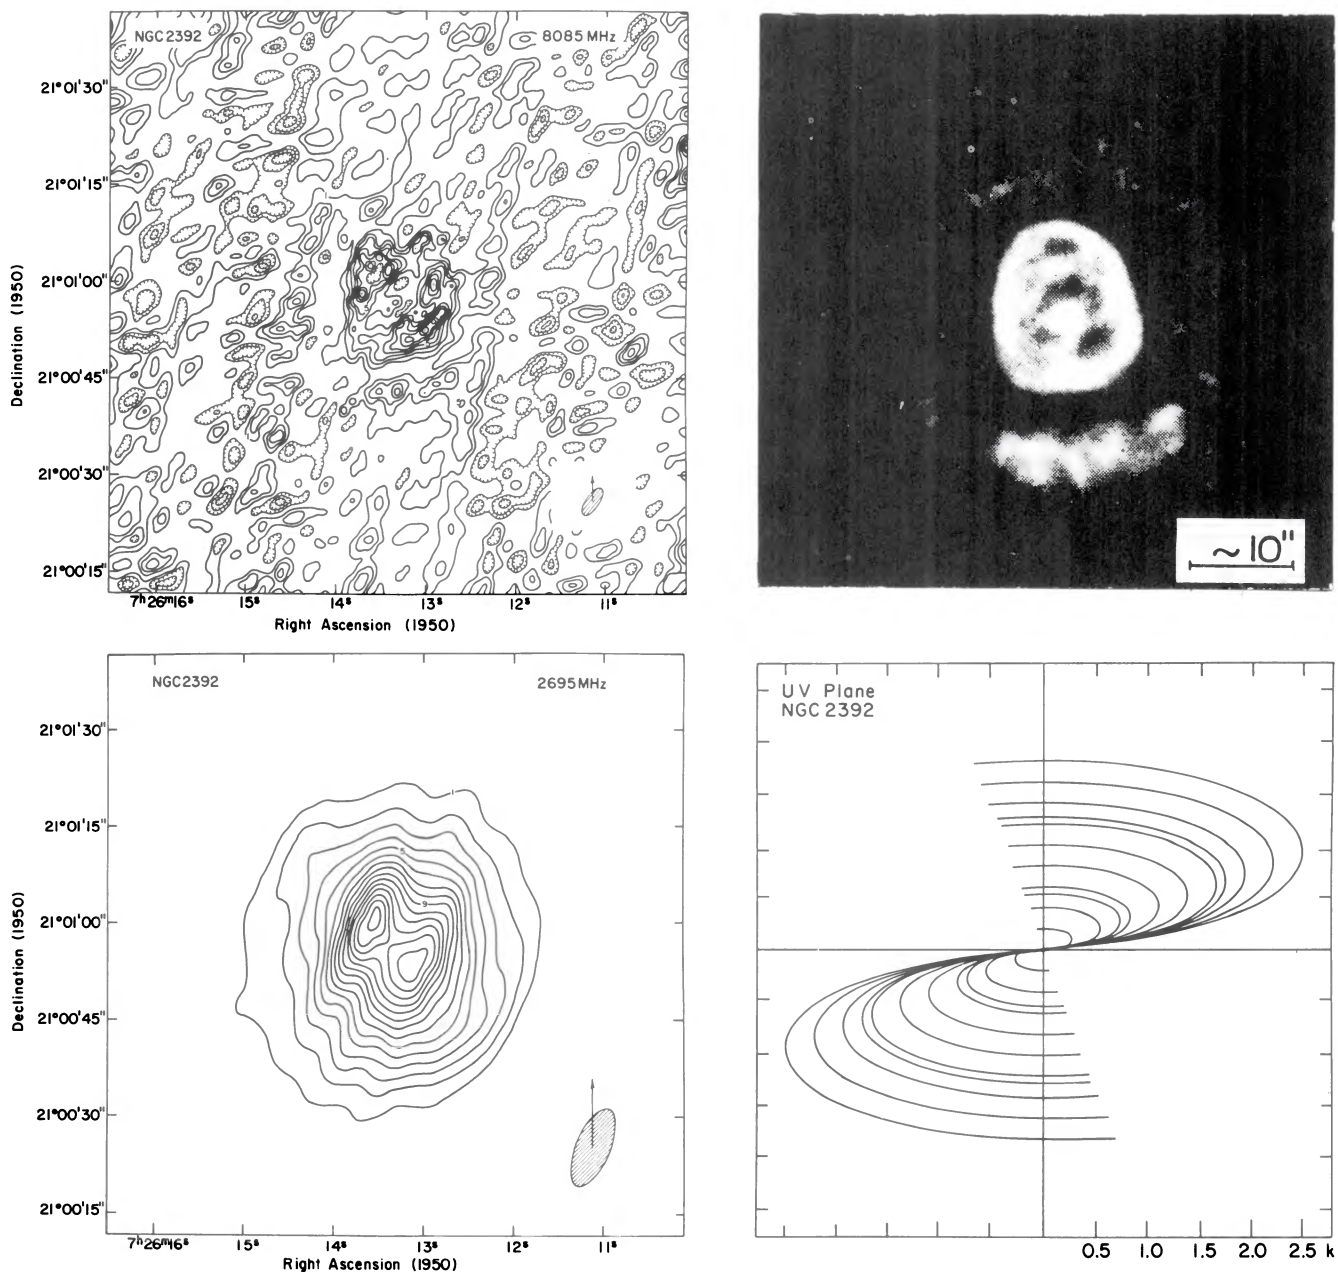 NGC 2392 8085 MHz
21°01'30"
21°01'15"
21°01'00"
21°00'45"
21°00'30"
21°00'15"
Declination (1950)
7h26m16s 15s 14s 13s 12s 11s
Right Ascension (1950)
~10"
NGC2392 2695MHz
21°01'30"
21°01'15"
21°01'00"
21°00'45"
21°00'30"
21°00'15"
Declination (1950)
1
5
9
7h26m16s 15s 14s 13s 12s 11s
Right Ascension (1950)
UV Plane
NGC 2392
0.5 1.0 1.5 2.0 2.5 k